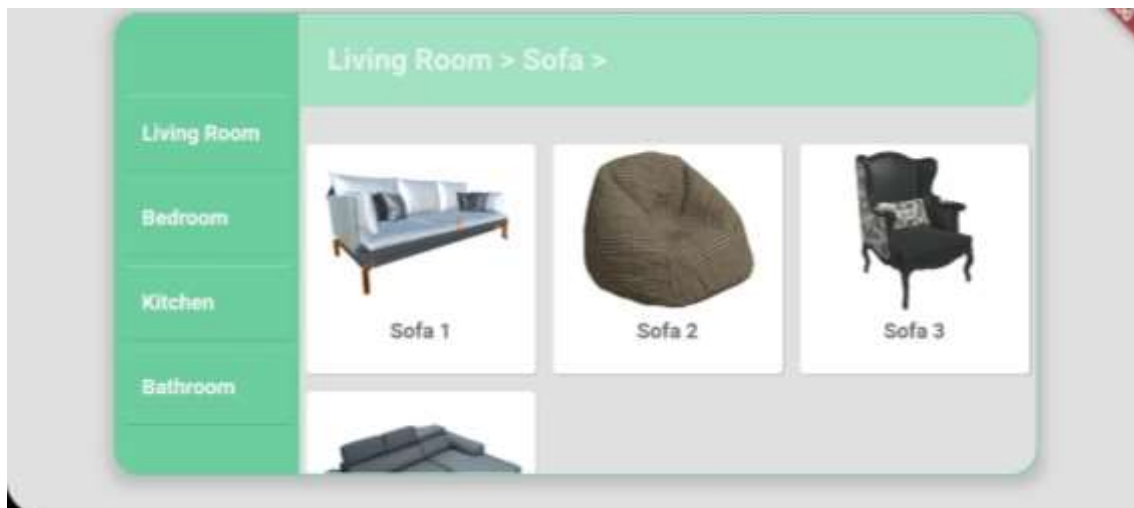 Living Room > Sofa >
Living Room
Bedroom
Kitchen
Bathroom
Sofa 1
Sofa 2
Sofa 3